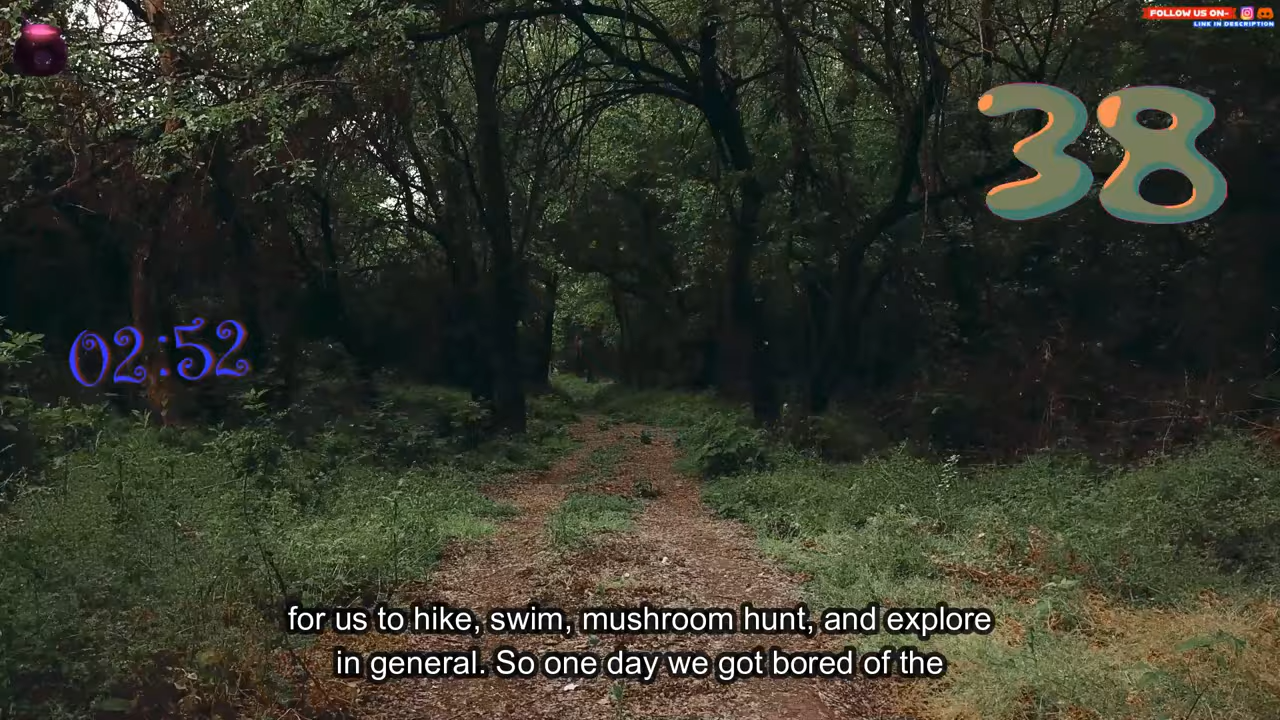 FOLLOW US ON-
LINK IN DESCRIPTION
38
02:52
for us to hike, swim, mushroom hunt, and explore
in general. So one day we got bored of the